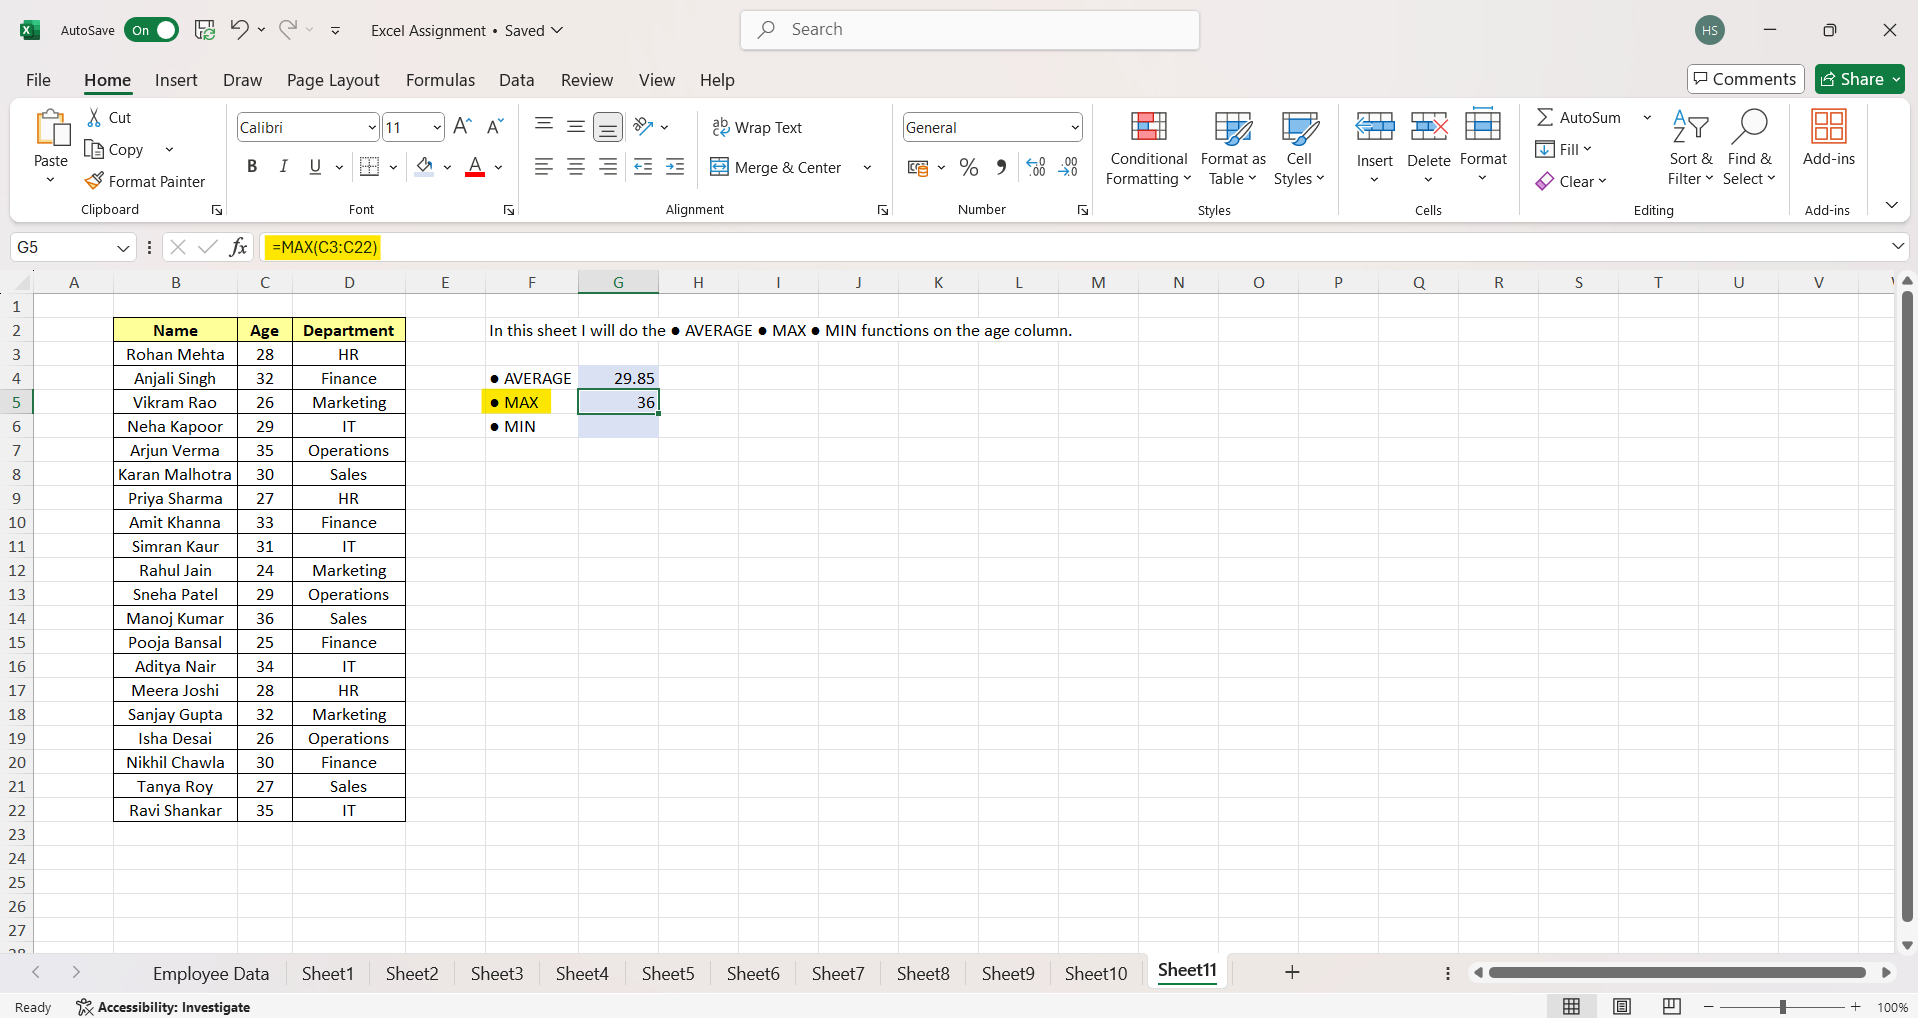 AutoSave On Excel Assignment • Saved Search HS
File Home Insert Draw Page Layout Formulas Data Review View Help Comments Share
Paste
Cut
Copy
Format Painter
Clipboard
Calibri 11
B I U A
Font
Wrap Text
Merge & Center
Alignment
General
% .00 .00
Number
Conditional Formatting
Format as Table
Cell Styles
Styles
Insert Delete Format
Cells
AutoSum
Fill
Clear
Sort & Filter
Find & Select
Editing
Add-ins
Add-ins
G5 fx =MAX(C3:C22)
A B C D E F G H I J K L M N O P Q R S T U V
1
2 Name Age Department In this sheet I will do the ● AVERAGE ● MAX ● MIN functions on the age column.
3 Rohan Mehta 28 HR
4 Anjali Singh 32 Finance ● AVERAGE 29.85
5 Vikram Rao 26 Marketing ● MAX 36
6 Neha Kapoor 29 IT ● MIN
7 Arjun Verma 35 Operations
8 Karan Malhotra 30 Sales
9 Priya Sharma 27 HR
10 Amit Khanna 33 Finance
11 Simran Kaur 31 IT
12 Rahul Jain 24 Marketing
13 Sneha Patel 29 Operations
14 Manoj Kumar 36 Sales
15 Pooja Bansal 25 Finance
16 Aditya Nair 34 IT
17 Meera Joshi 28 HR
18 Sanjay Gupta 32 Marketing
19 Isha Desai 26 Operations
20 Nikhil Chawla 30 Finance
21 Tanya Roy 27 Sales
22 Ravi Shankar 35 IT
23
24
25
26
27
Employee Data Sheet1 Sheet2 Sheet3 Sheet4 Sheet5 Sheet6 Sheet7 Sheet8 Sheet9 Sheet10 Sheet11 +
Ready Accessibility: Investigate 100%